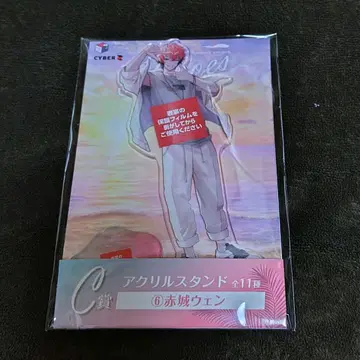 CYBER Z
表面の
保護フィルムを
剥がしてから
ご使用ください
C賞
アクリルスタンド 全11種
⑥赤城ウェン